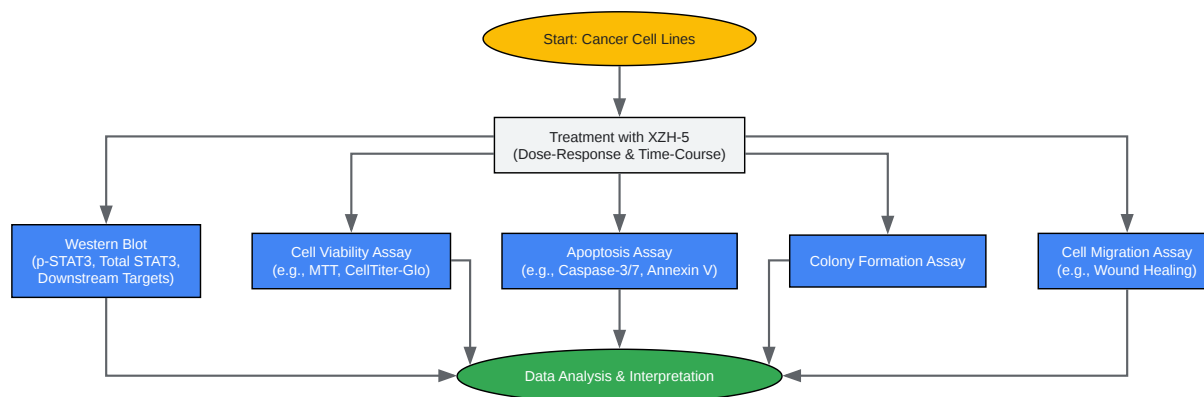 Start: Cancer Cell Lines
Treatment with XZH-5
(Dose-Response & Time-Course)
Western Blot
(p-STAT3, Total STAT3,
Downstream Targets)
Cell Viability Assay
(e.g., MTT, CellTiter-Glo)
Apoptosis Assay
(e.g., Caspase-3/7, Annexin V)
Colony Formation Assay
Cell Migration Assay
(e.g., Wound Healing)
Data Analysis & Interpretation